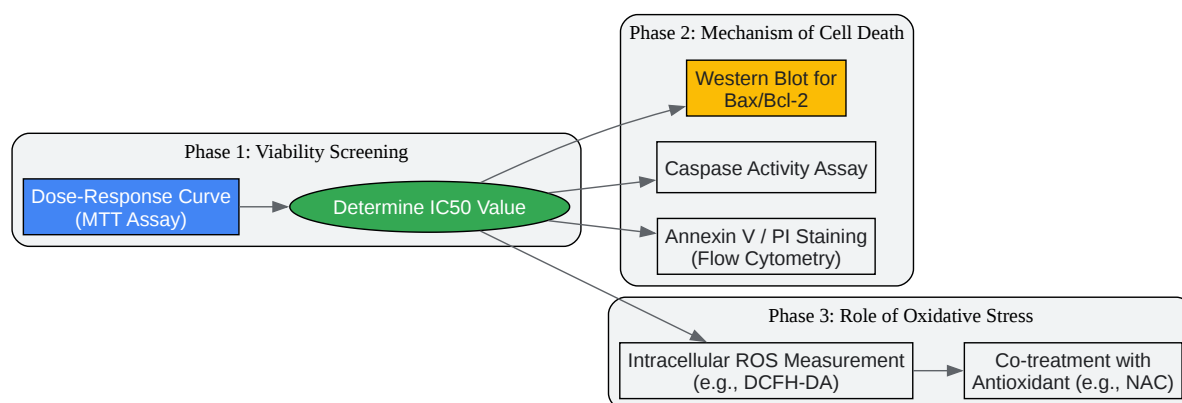 Phase 1: Viability Screening
Dose-Response Curve
(MTT Assay)
Determine IC50 Value
Phase 2: Mechanism of Cell Death
Western Blot for
Bax/Bcl-2
Caspase Activity Assay
Annexin V / PI Staining
(Flow Cytometry)
Phase 3: Role of Oxidative Stress
Intracellular ROS Measurement
(e.g., DCFH-DA)
Co-treatment with
Antioxidant (e.g., NAC)